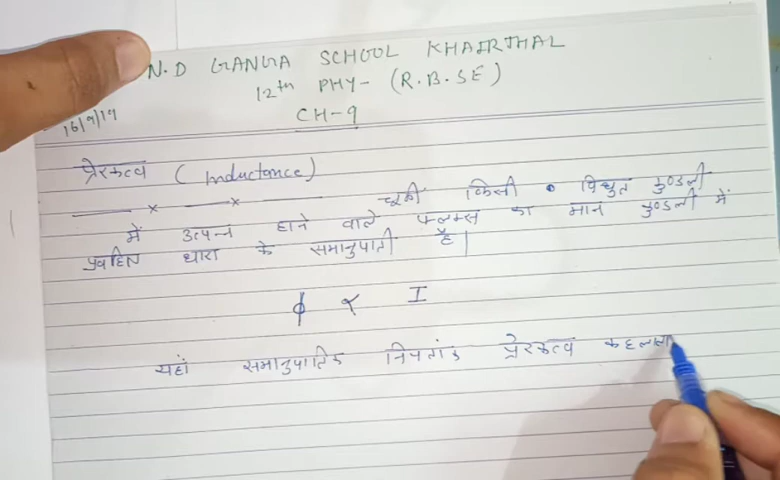 N.D GANGA SCHOOL KHAIRTHAL
12th PHY- (R.B.SE)
16/9/19
CH-9
प्रेरकत्व (Inductance)
चूकी किसी विधुत कुण्डली
में उत्पन्न होने वाले फ्लक्स का मान कुण्डली में
प्रवाहित धारा के समानुपाती है।
ϕ ∝ I
यहां समानुपातिक नियतांक प्रेरकत्व कहलाता